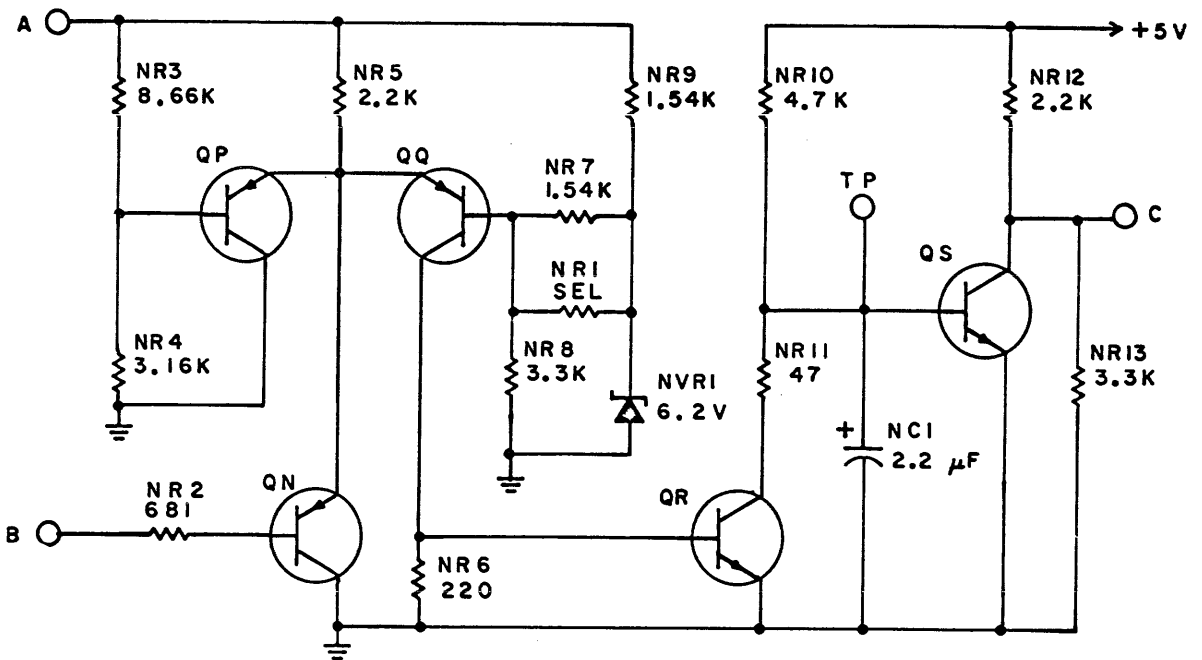 A
NR3
8.66K
NR5
2.2K
NR9
1.54K
NR10
4.7K
NR12
2.2K
+5V
QP
QQ
NR7
1.54K
TP
C
NR1
SEL
QS
NR4
3.16K
NR8
3.3K
NVR1
6.2V
NR11
47
NR13
3.3K
+
NC1
2.2 µF
B
NR2
681
QN
QR
NR6
220